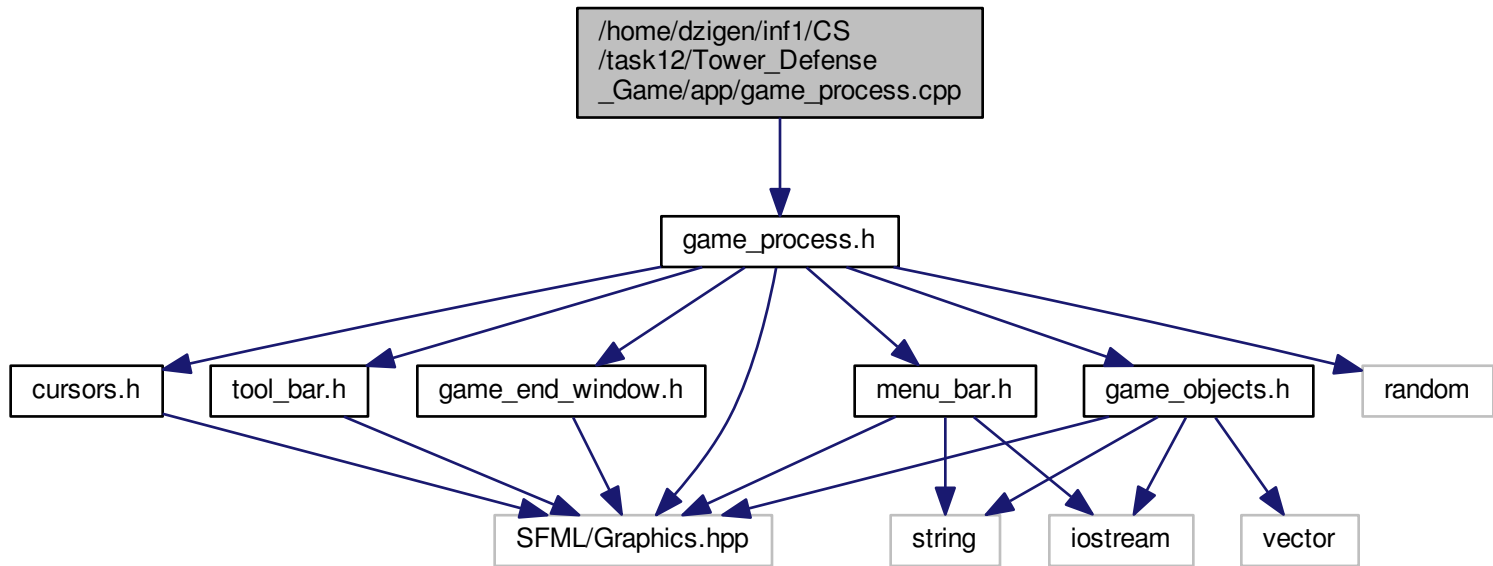 /home/dzigen/inf1/CS
/task12/Tower_Defense
_Game/app/game_process.cpp
game_process.h
cursors.h
tool_bar.h
game_end_window.h
menu_bar.h
game_objects.h
random
SFML/Graphics.hpp
string
iostream
vector